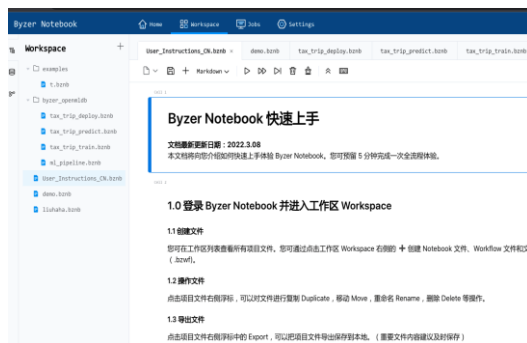 Byzer Notebook
Home
Workspace
Jobs
Settings
Workspace
examples
t.bznb
byzer_openmldb
tax_trip_deploy.bznb
tax_trip_predict.bznb
tax_trip_train.bznb
ml_pipeline.bznb
User_Instructions_CN.bznb
demo.bznb
liuhaha.bznb
User_Instructions_CN.bznb ×
demo.bznb
tax_trip_deploy.bznb
tax_trip_predict.bznb
tax_trip_train.bznb
Markdown
Byzer Notebook 快速上手
文档最新更新日期：2022.3.08
本文档将向您介绍如何快速上手体验 Byzer Notebook。您可预留 5 分钟完成一次全流程体验。
1.0 登录 Byzer Notebook 并进入工作区 Workspace
1.1 创建文件
您可在工作区列表查看所有项目文件。您可通过点击工作区 Workspace 右侧的 ＋ 创建 Notebook 文件、Workflow 文件和文
( .bzwf)。
1.2 操作文件
点击项目文件右侧浮标，可以对文件进行复制 Duplicate，移动 Move，重命名 Rename，删除 Delete 等操作。
1.3 导出文件
点击项目文件右侧浮标中的 Export，可以把项目文件导出保存到本地。（ 重要文件内容建议及时保存 ）